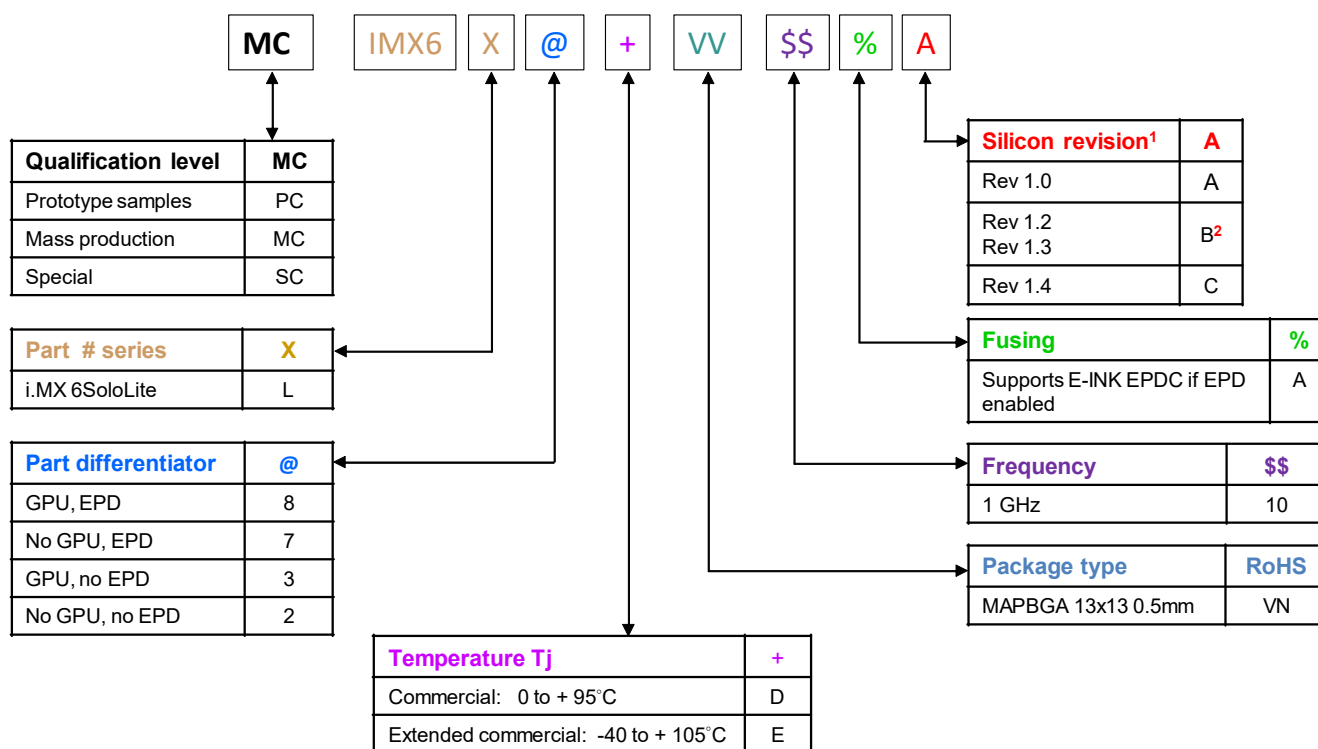 MC IMX6 X @ + VV $$ % A
Qualification level MC
Prototype samples PC
Mass production MC
Special SC
Part # series X
i.MX 6SoloLite L
Part differentiator @
GPU, EPD 8
No GPU, EPD 7
GPU, no EPD 3
No GPU, no EPD 2
Temperature Tj +
Commercial: 0 to + 95°C D
Extended commercial: -40 to + 105°C E
Silicon revision¹ A
Rev 1.0 A
Rev 1.2
Rev 1.3 B²
Rev 1.4 C
Fusing %
Supports E-INK EPDC if EPD A
enabled
Frequency $$
1 GHz 10
Package type RoHS
MAPBGA 13x13 0.5mm VN